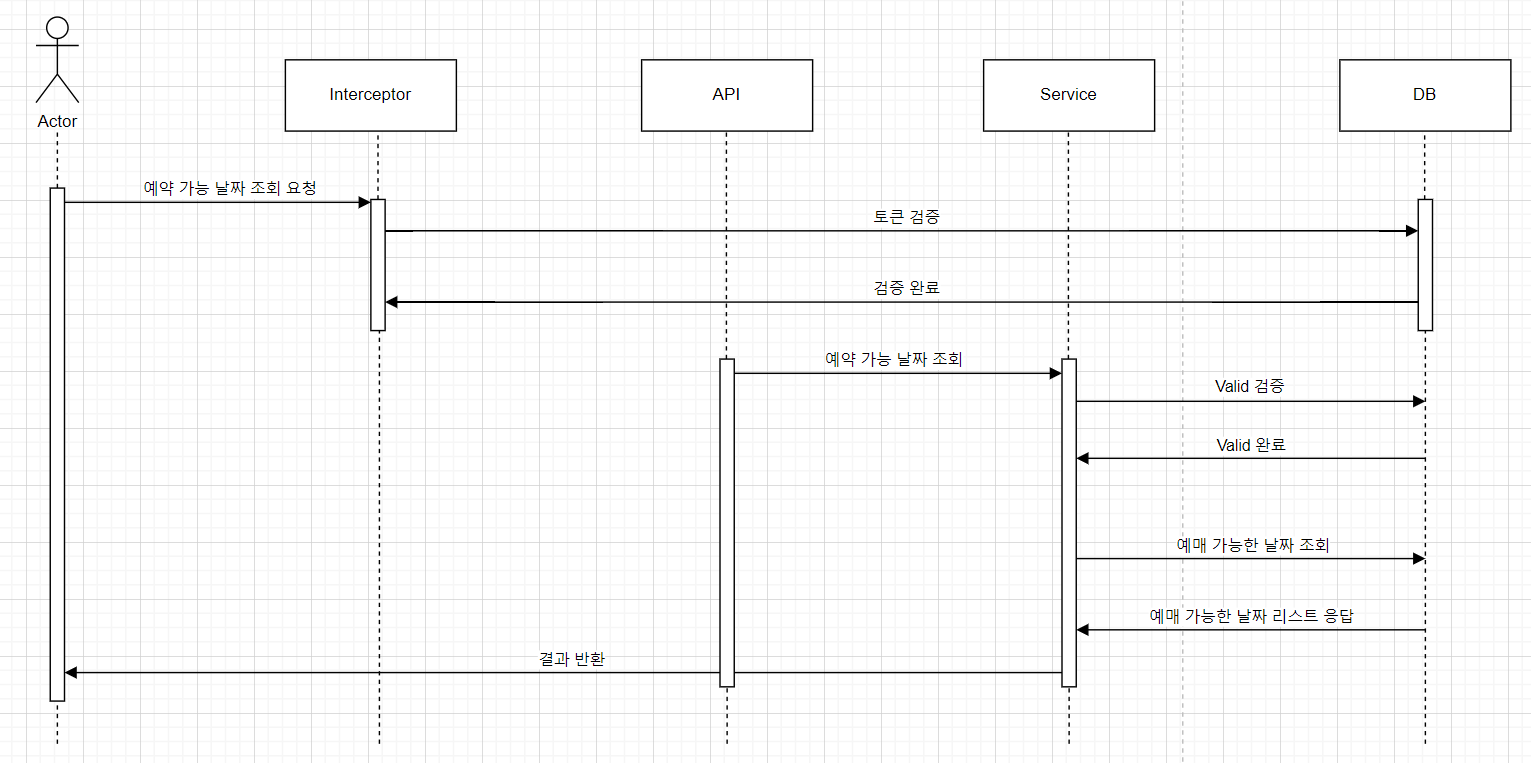 Actor
Interceptor
API
Service
DB
예약 가능 날짜 조회 요청
토큰 검증
검증 완료
예약 가능 날짜 조회
Valid 검증
Valid 완료
예매 가능한 날짜 조회
예매 가능한 날짜 리스트 응답
결과 반환